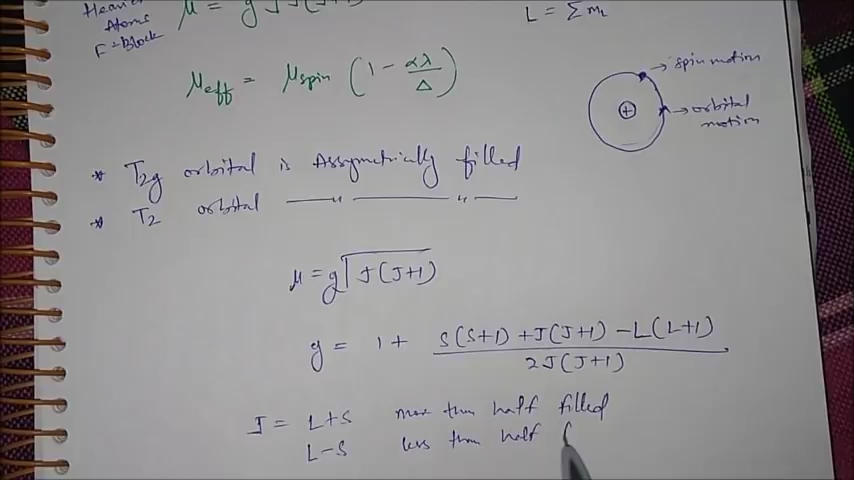 Atoms
F-Block
L = Σ mL
μeff = μspin (1 - αλ/Δ)
spin motion
orbital
motion
* T2g orbital is Assymetrically filled
* T2 orbital —— " —— " ——
μ = g√J(J+1)
g = 1 + S(S+1) + J(J+1) - L(L+1) / 2J(J+1)
J = L+S more than half filled
L-S less than half f